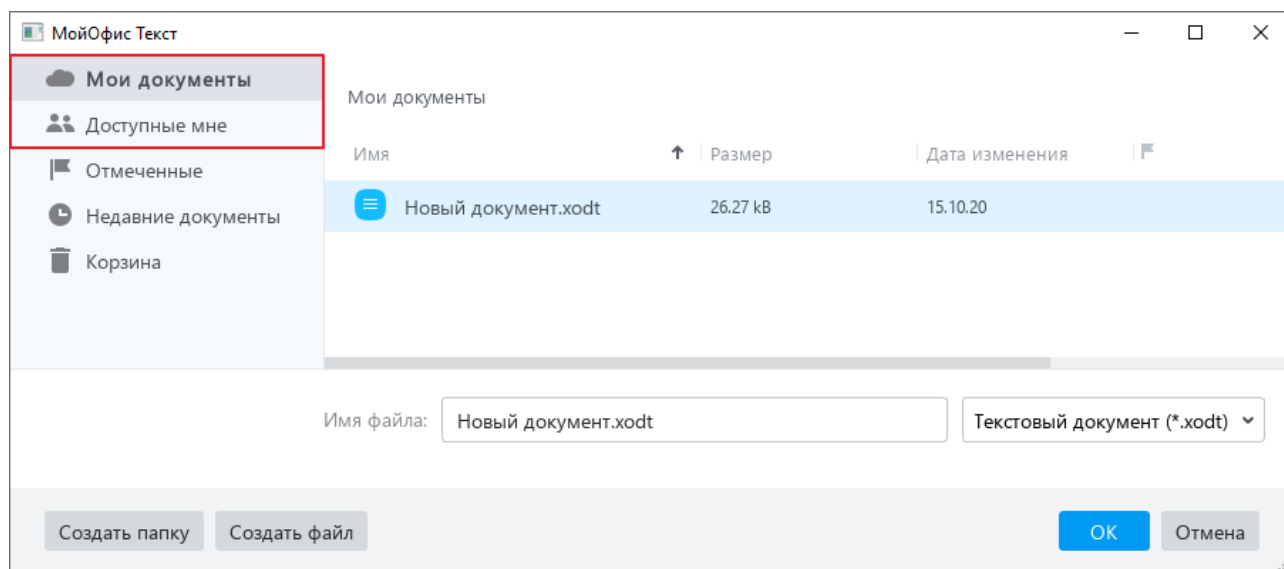 МойОфис Текст
Мои документы
Доступные мне
Отмеченные
Недавние документы
Корзина
Мои документы
Имя Размер Дата изменения
Новый документ.xodt 26.27 kB 15.10.20
Имя файла: Новый документ.xodt Текстовый документ (*.xodt)
Создать папку Создать файл ОК Отмена